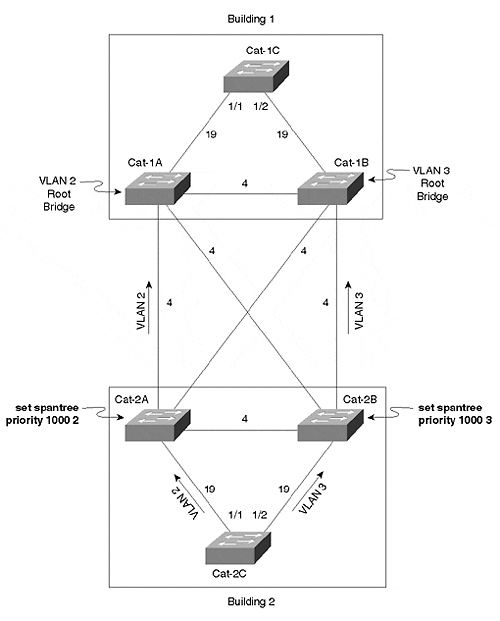 Building 1
Cat-1C
1/1 1/2
19
19
Cat-1A
Cat-1B
VLAN 2
Root
Bridge
VLAN 3
Root
Bridge
4
4
4
VLAN 2
4
4
VLAN 3
Cat-2A
Cat-2B
set spantree
priority 1000 2
set spantree
priority 1000 3
4
19
19
VLAN 2
VLAN 3
1/1 1/2
Cat-2C
Building 2